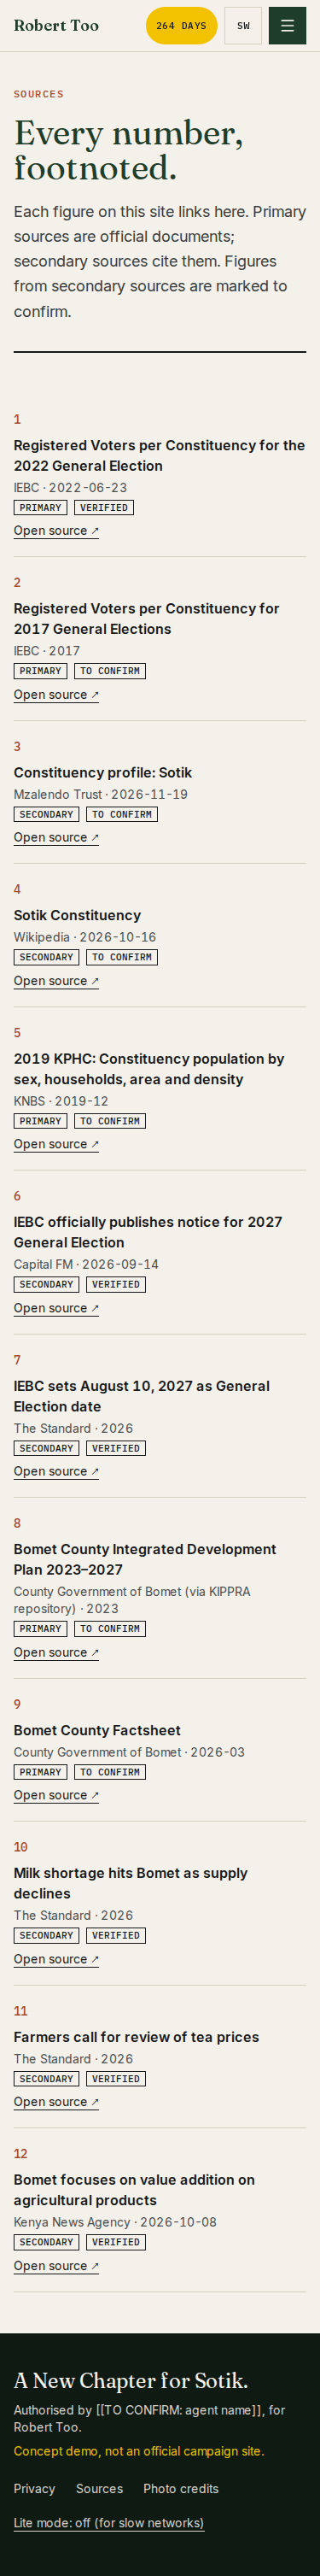 Robert Too
264 DAYS
SW
SOURCES
Every number,
footnoted.
Each figure on this site links here. Primary
sources are official documents;
secondary sources cite them. Figures
from secondary sources are marked to
confirm.
1
Registered Voters per Constituency for the
2022 General Election
IEBC · 2022-06-23
PRIMARY VERIFIED
Open source ↗
2
Registered Voters per Constituency for
2017 General Elections
IEBC · 2017
PRIMARY TO CONFIRM
Open source ↗
3
Constituency profile: Sotik
Mzalendo Trust · 2026-11-19
SECONDARY TO CONFIRM
Open source ↗
4
Sotik Constituency
Wikipedia · 2026-10-16
SECONDARY TO CONFIRM
Open source ↗
5
2019 KPHC: Constituency population by
sex, households, area and density
KNBS · 2019-12
PRIMARY TO CONFIRM
Open source ↗
6
IEBC officially publishes notice for 2027
General Election
Capital FM · 2026-09-14
SECONDARY VERIFIED
Open source ↗
7
IEBC sets August 10, 2027 as General
Election date
The Standard · 2026
SECONDARY VERIFIED
Open source ↗
8
Bomet County Integrated Development
Plan 2023–2027
County Government of Bomet (via KIPPRA
repository) · 2023
PRIMARY TO CONFIRM
Open source ↗
9
Bomet County Factsheet
County Government of Bomet · 2026-03
PRIMARY TO CONFIRM
Open source ↗
10
Milk shortage hits Bomet as supply
declines
The Standard · 2026
SECONDARY VERIFIED
Open source ↗
11
Farmers call for review of tea prices
The Standard · 2026
SECONDARY VERIFIED
Open source ↗
12
Bomet focuses on value addition on
agricultural products
Kenya News Agency · 2026-10-08
SECONDARY VERIFIED
Open source ↗
A New Chapter for Sotik.
Authorised by [[TO CONFIRM: agent name]], for
Robert Too.
Concept demo, not an official campaign site.
Privacy Sources Photo credits
Lite mode: off (for slow networks)